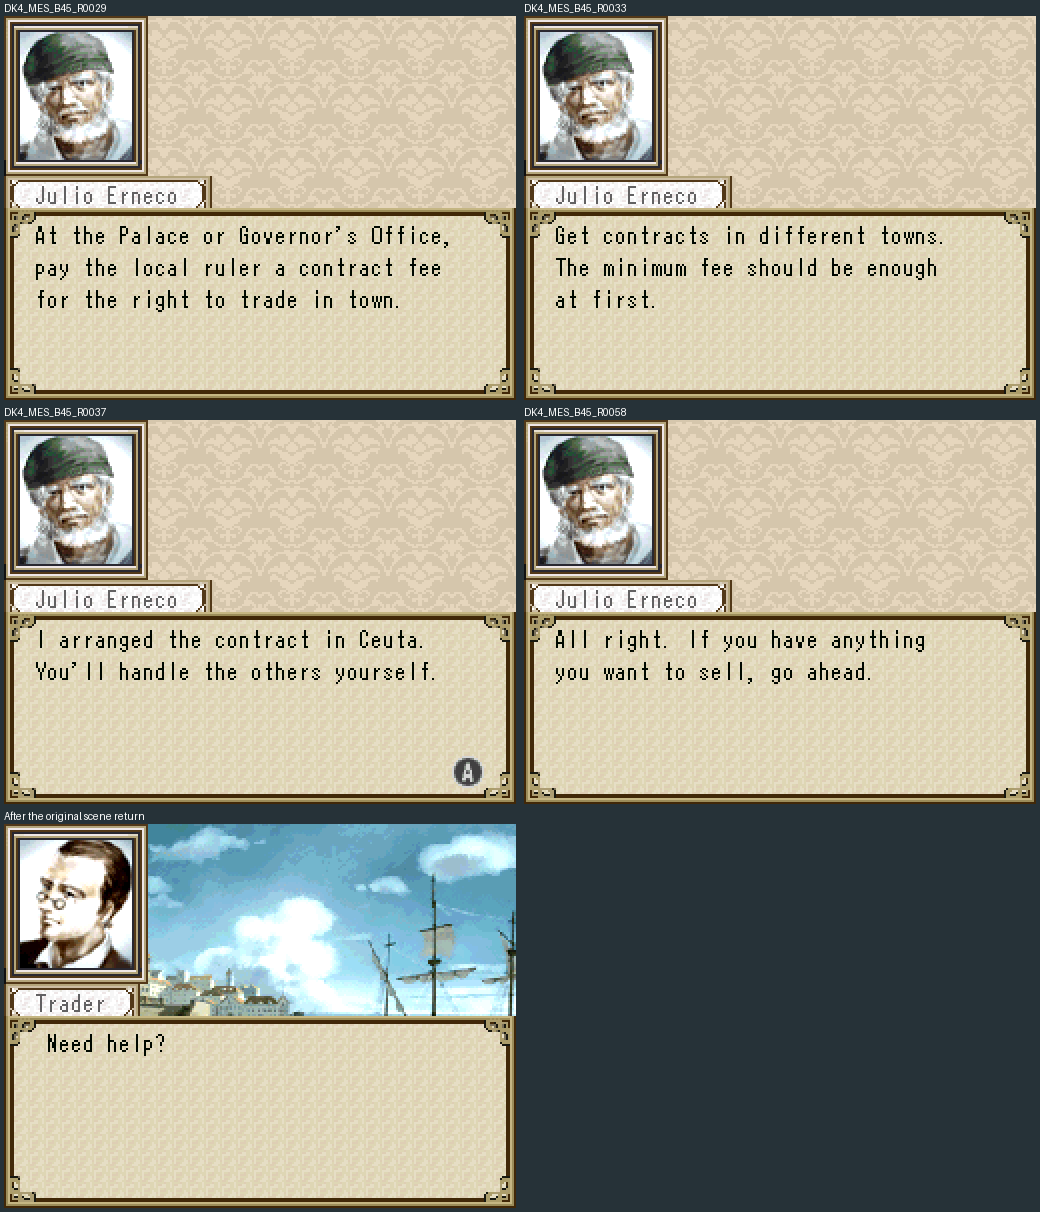 DK4_MES_B45_R0029
Julio Erneco
At the Palace or Governor's Office,
pay the local ruler a contract fee
for the right to trade in town.
DK4_MES_B45_R0033
Julio Erneco
Get contracts in different towns.
The minimum fee should be enough
at first.
DK4_MES_B45_R0037
Julio Erneco
I arranged the contract in Ceuta.
You'll handle the others yourself.
A
DK4_MES_B45_R0058
Julio Erneco
All right. If you have anything
you want to sell, go ahead.
After the original scene return
Trader
Need help?